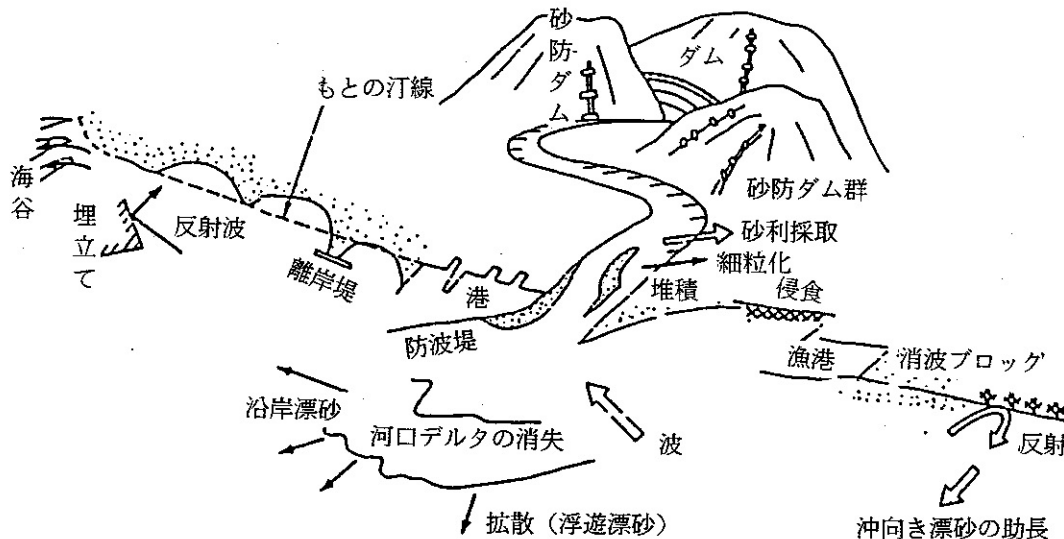 砂防ダム
ダム
もとの汀線
砂防ダム群
海谷
埋立て
反射波
離岸堤
港
砂利採取
細粒化
堆積
侵食
防波堤
漁港
消波ブロッグ
沿岸漂砂
河口デルタの消失
波
反射
拡散（浮遊漂砂）
沖向き漂砂の助長